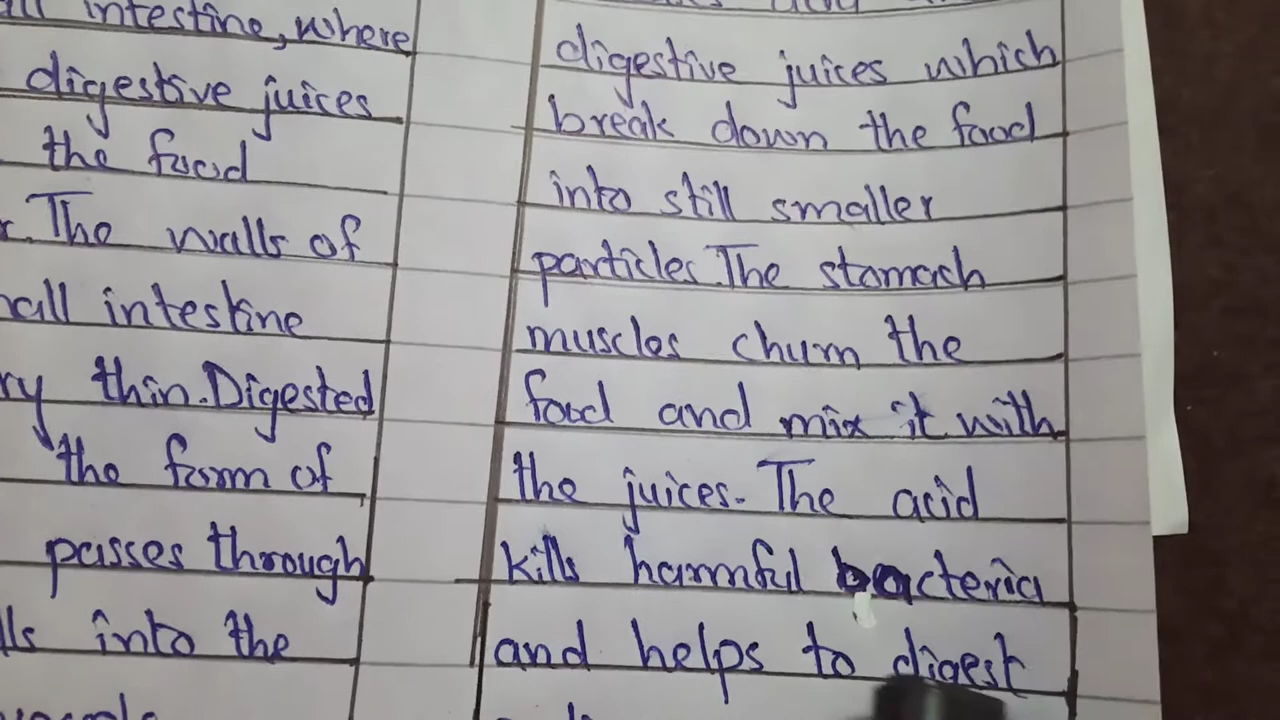 intestine, where
digestive juices
the food
The walls of
intestine
thin. Digested
the form of
passes through
into the
digestive juices which
break down the food
into still smaller
particles. The stomach
muscles churn the
food and mix it with
the juices. The acid
kills harmful bacteria
and helps to digest